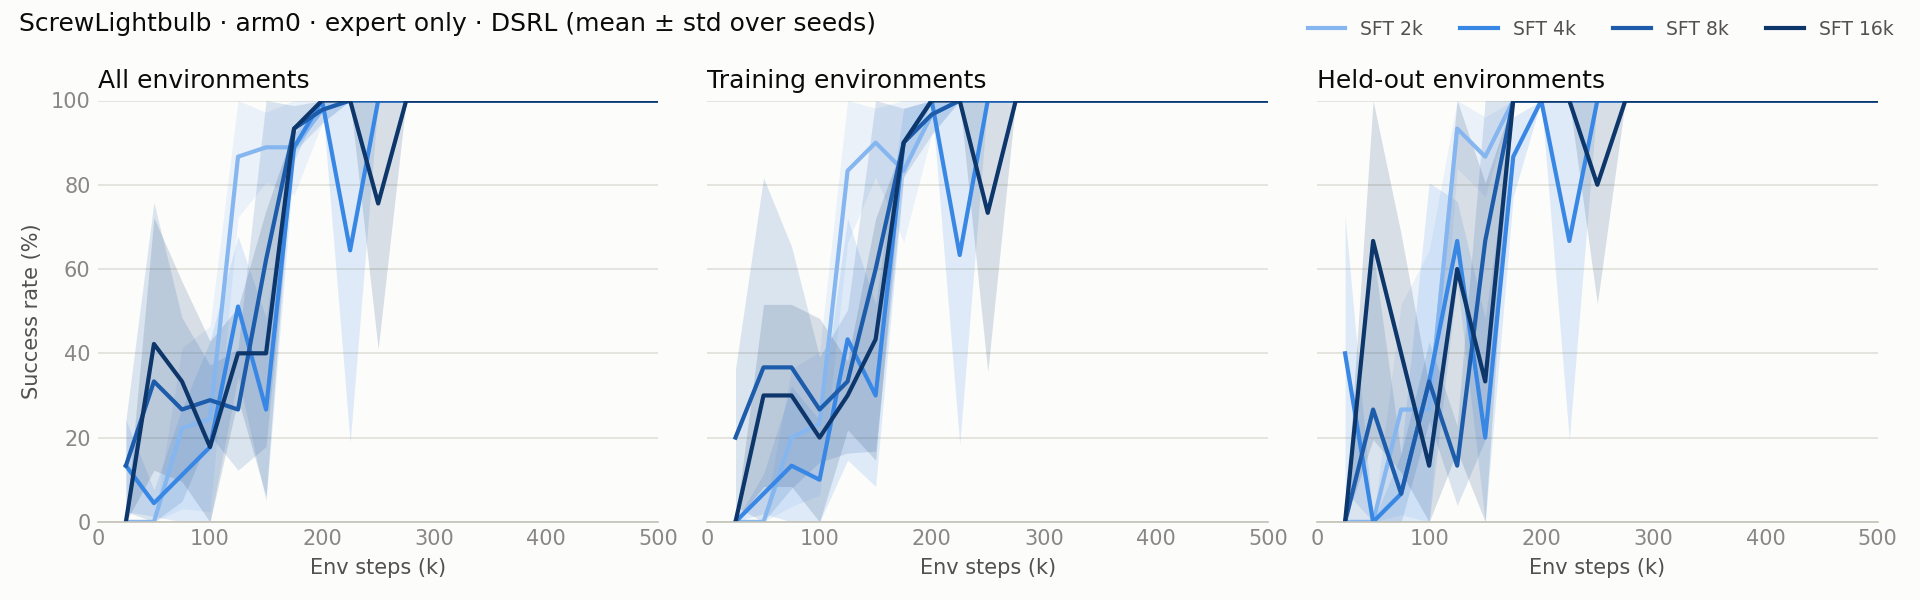 ScrewLightbulb · arm0 · expert only · DSRL (mean ± std over seeds)
SFT 2k SFT 4k SFT 8k SFT 16k
All environments Training environments Held-out environments
Success rate (%)
100
80
60
40
20
0
0 100 200 300 400 500
0 100 200 300 400 500
0 100 200 300 400 500
Env steps (k) Env steps (k) Env steps (k)